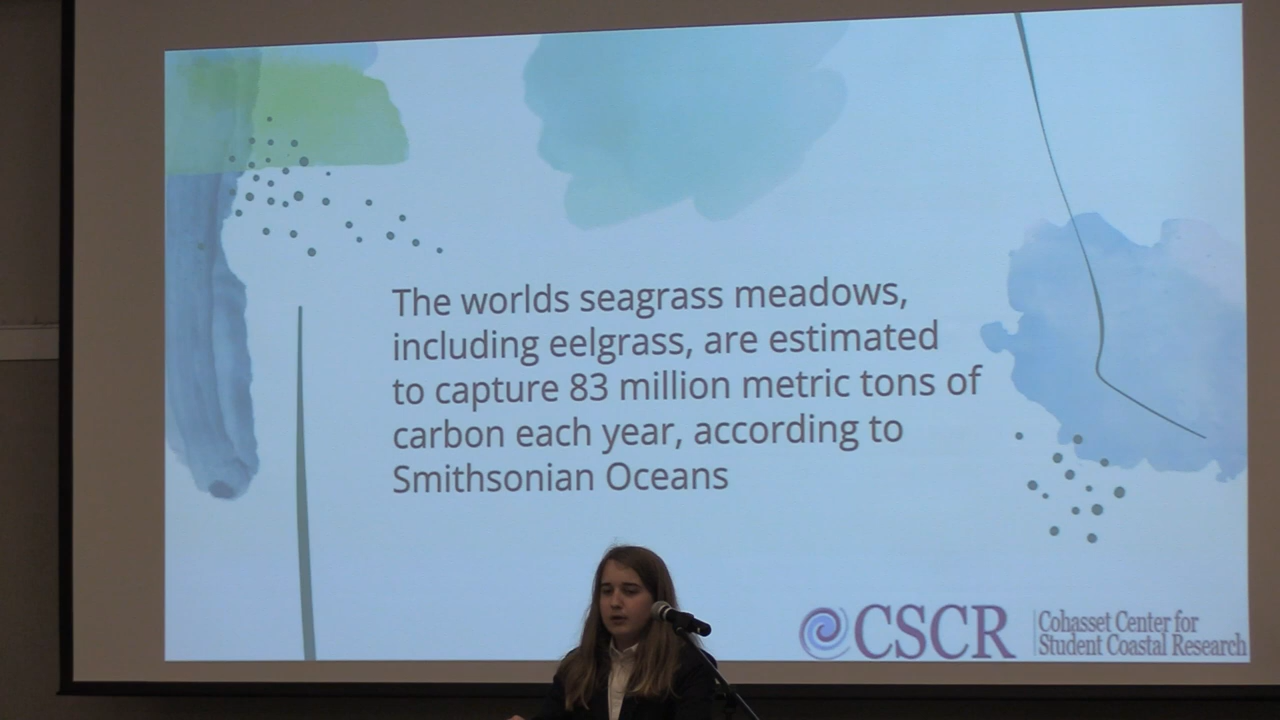 The worlds seagrass meadows,
including eelgrass, are estimated
to capture 83 million metric tons of
carbon each year, according to
Smithsonian Oceans
CSCR
Cohasset Center for
Student Coastal Research